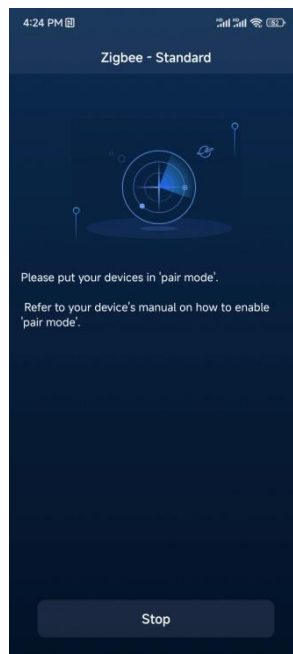 4:24 PM
52
Zigbee - Standard
Please put your devices in 'pair mode'.
Refer to your device's manual on how to enable
'pair mode'.
Stop